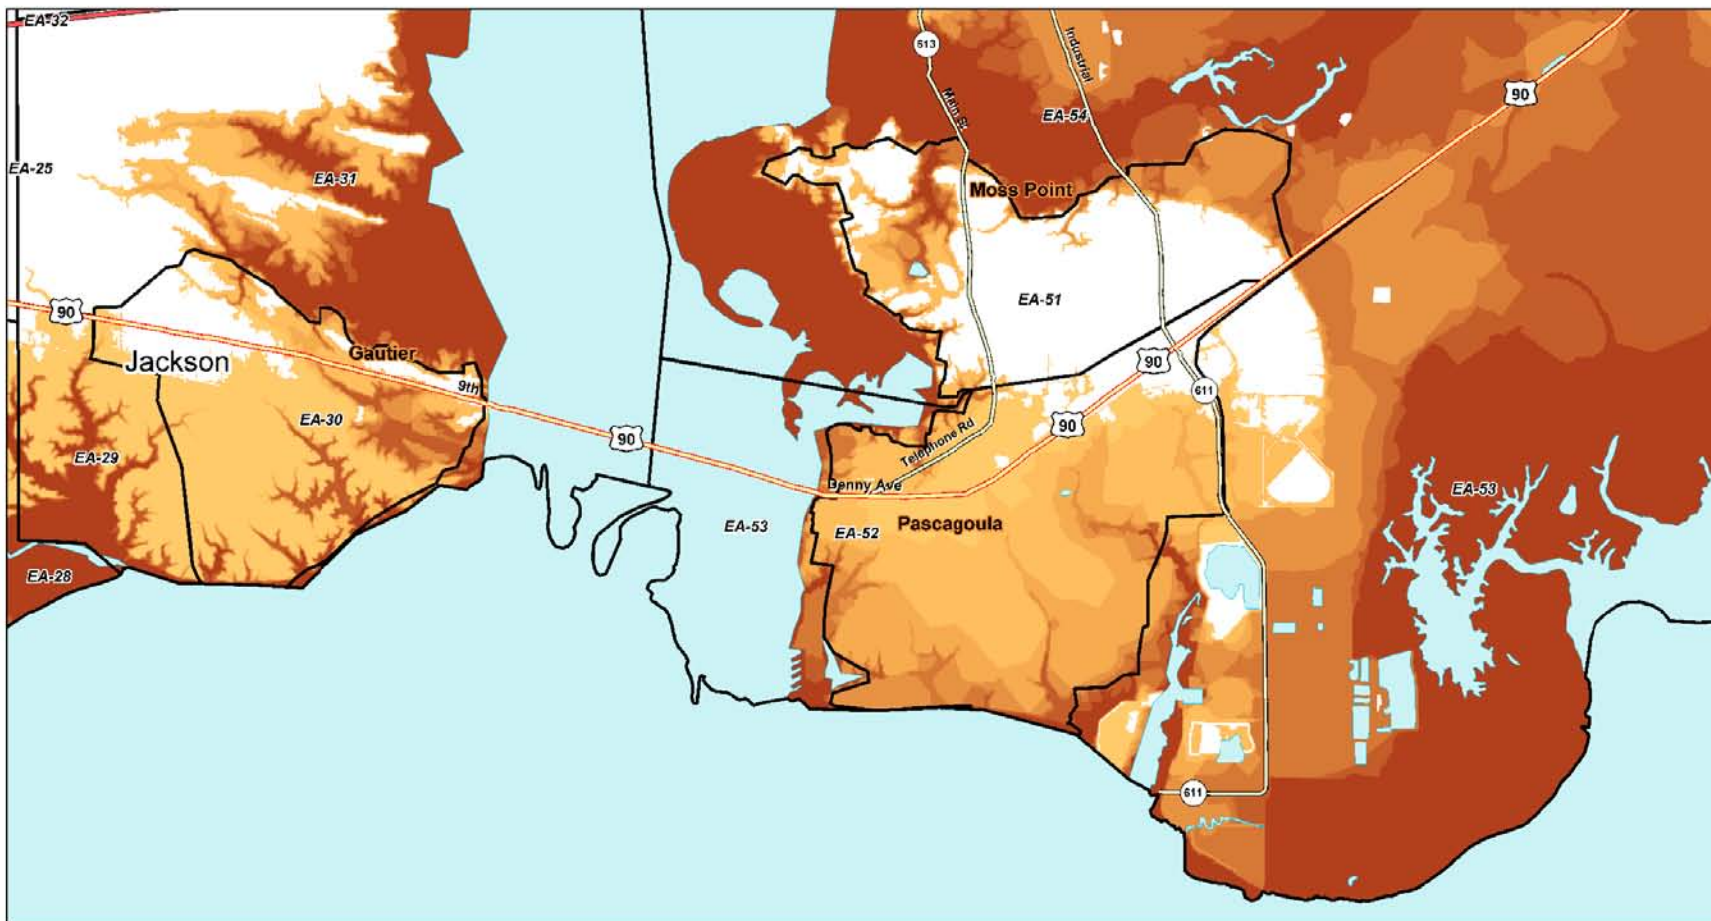 EA-32
613
Industrial
Main St
90
EA-54
EA-25
EA-31
Moss Point
EA-51
90
Jackson
Gautier
9th
90
611
EA-30
90
90
Telephone Rd
EA-29
Denny Ave
EA-53
EA-53
EA-52
Pascagoula
EA-28
611